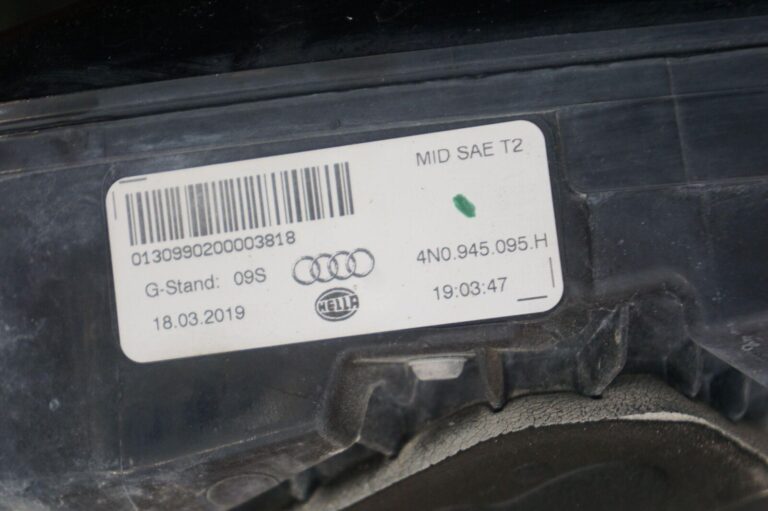 MID SAE T2
0130990200003818
G-Stand: 09S
4N0.945.095.H
18.03.2019
HELLA
19:03:47